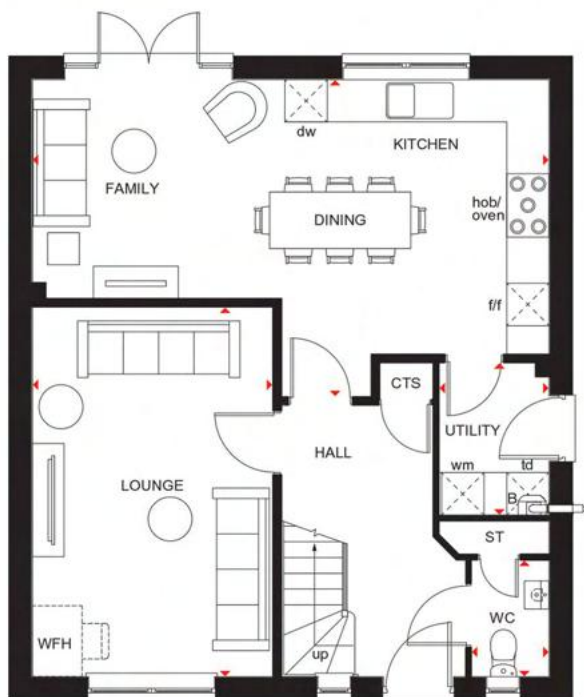 dw
KITCHEN
FAMILY
DINING
hob/
oven
f/f
CTS
UTILITY
HALL
wm
td
LOUNGE
B
ST
WC
WFH
up